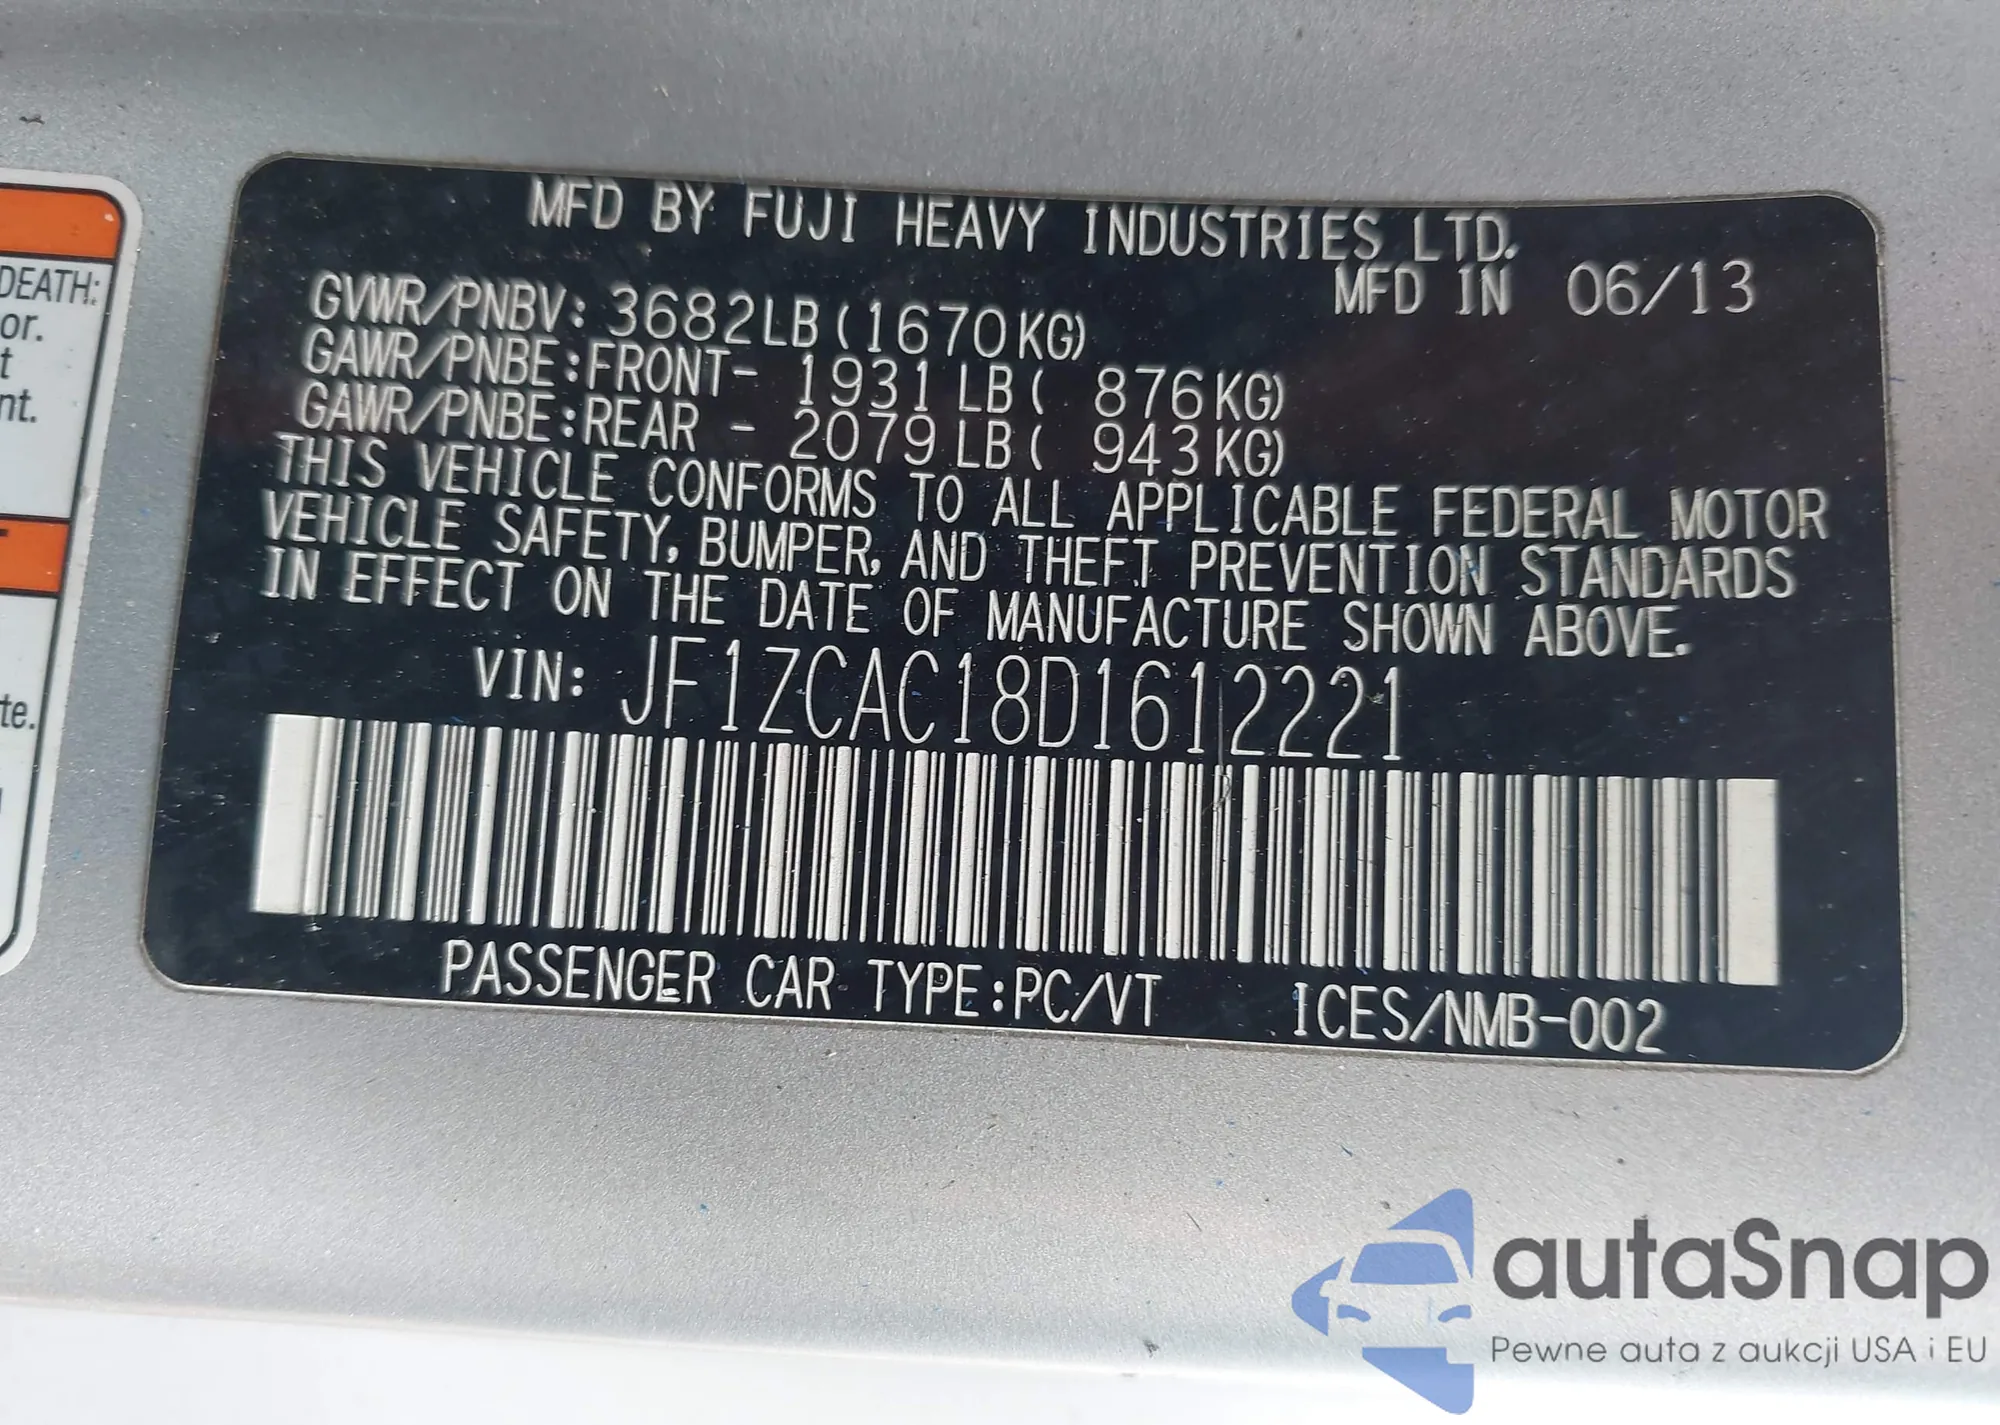 MFD BY FUJI HEAVY INDUSTRIES LTD.
MFD IN 06/13
GVWR/PNBV: 3682LB (1670KG)
GAWR/PNBE:FRONT- 1931 LB( 876KG)
GAWR/PNBE:REAR - 2079 LB( 943KG)
THIS VEHICLE CONFORMS TO ALL APPLICABLE FEDERAL MOTOR
VEHICLE SAFETY, BUMPER, AND THEFT PREVENTION STANDARDS
IN EFFECT ON THE DATE OF MANUFACTURE SHOWN ABOVE.
VIN: JF1ZCAC18D1612221
PASSENGER CAR TYPE:PC/VT ICES/NMB-002
DEATH:
or.
t
nt.
te.
autaSnap
Pewne auta z aukcji USA i EU